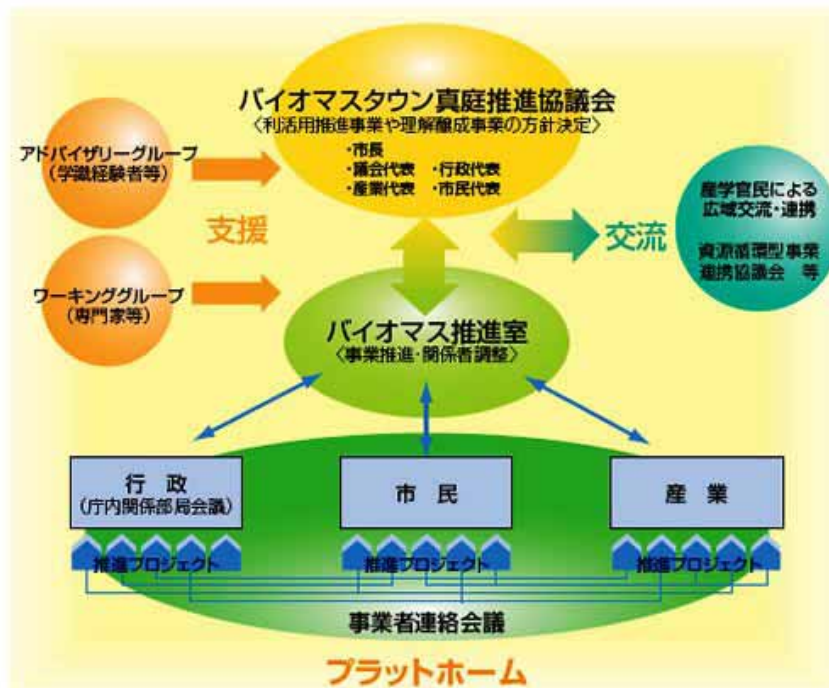 バイオマスタウン真庭推進協議会
〈利活用推進事業や理解醸成事業の方針決定〉
・市長
・議会代表 ・行政代表
・産業代表 ・市民代表
アドバイザリーグループ
(学識経験者等)
支援
ワーキンググループ
(専門家等)
交流
産学官民による
広域交流・連携
資源循環型事業
連携協議会 等
バイオマス推進室
〈事業推進・関係者調整〉
行 政
(庁内関係部局会議)
市 民
産 業
推進プロジェクト
推進プロジェクト
推進プロジェクト
事業者連絡会議
プラットホーム